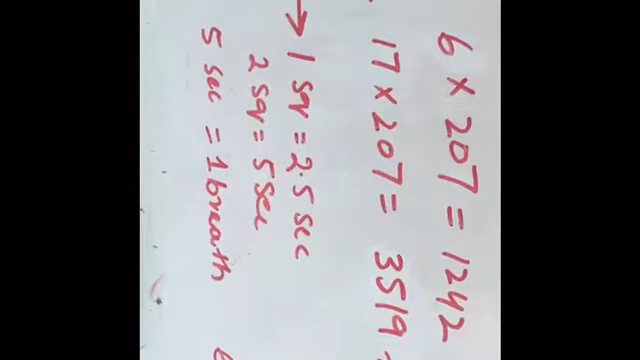 6 × 207 = 1242
17 × 207 = 3519
→ 1 sq = 2.5 sec
2 sq = 5 sec
5 sec = 1 breath